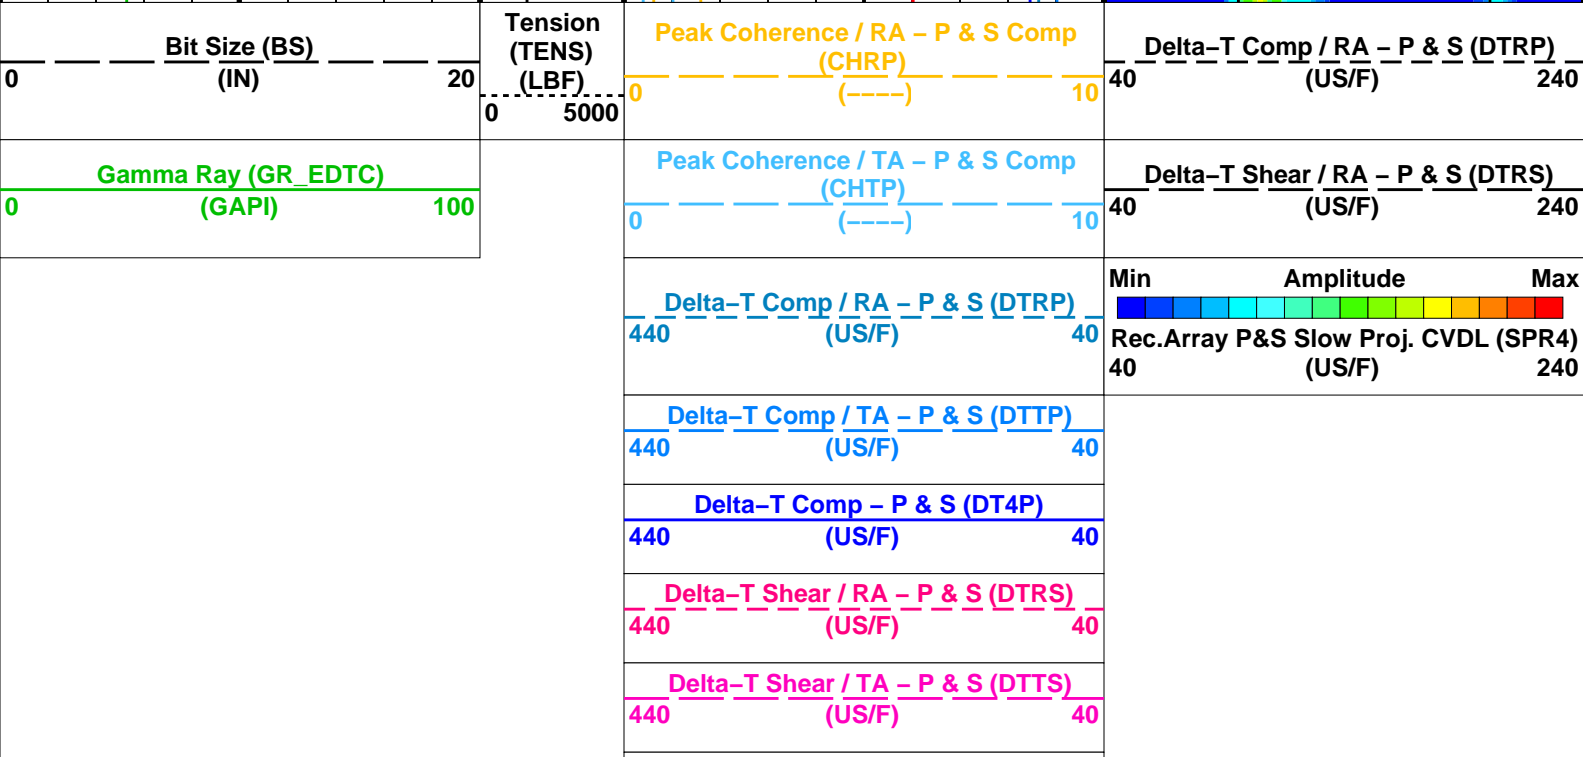 Bit Size (BS)
0 (IN) 20
Gamma Ray (GR_EDTC)
0 (GAPI) 100
Tension
(TENS)
(LBF)
0 5000
Peak Coherence / RA – P & S Comp
(CHRP)
0 (––––) 10
Peak Coherence / TA – P & S Comp
(CHTP)
0 (––––) 10
Delta–T Comp / RA – P & S (DTRP)
440 (US/F) 40
Delta–T Comp / TA – P & S (DTTP)
440 (US/F) 40
Delta–T Comp – P & S (DT4P)
440 (US/F) 40
Delta–T Shear / RA – P & S (DTRS)
440 (US/F) 40
Delta–T Shear / TA – P & S (DTTS)
440 (US/F) 40
Delta–T Comp / RA – P & S (DTRP)
40 (US/F) 240
Delta–T Shear / RA – P & S (DTRS)
40 (US/F) 240
Min Amplitude Max
Rec.Array P&S Slow Proj. CVDL (SPR4)
40 (US/F) 240